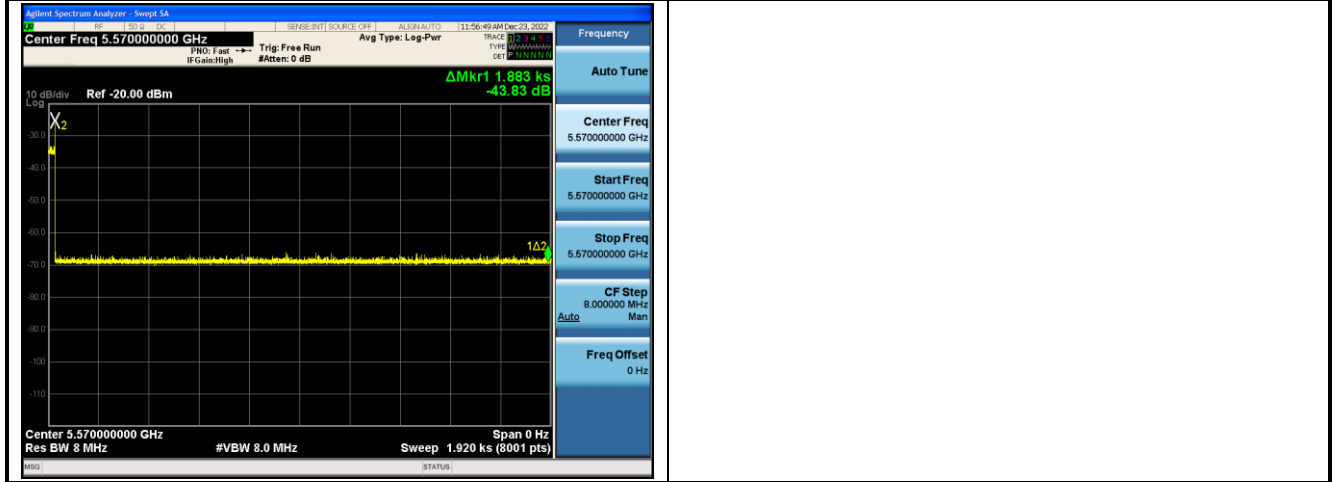 Agilent Spectrum Analyzer - Swept SA
RF 50 Ω DC SENSE:INT SOURCE OFF ALIGN AUTO 11:56:49 AM Dec 23, 2022
Center Freq 5.570000000 GHz
PNO: Fast
IFGain:High
Trig: Free Run
#Atten: 0 dB
Avg Type: Log-Pwr
TRACE 1 2 3 4 5 6
TYPE
DET P N N N N N
ΔMkr1 1.883 ks
-43.83 dB
10 dB/div
Log
Ref -20.00 dBm
X2
-30.0
-40.0
-50.0
-60.0
1Δ2
-70.0
-80.0
-90.0
-100
-110
Center 5.570000000 GHz
Span 0 Hz
Res BW 8 MHz
#VBW 8.0 MHz
Sweep 1.920 ks (8001 pts)
MSG
STATUS
Frequency
Auto Tune
Center Freq
5.570000000 GHz
Start Freq
5.570000000 GHz
Stop Freq
5.570000000 GHz
CF Step
8.000000 MHz
Auto Man
Freq Offset
0 Hz